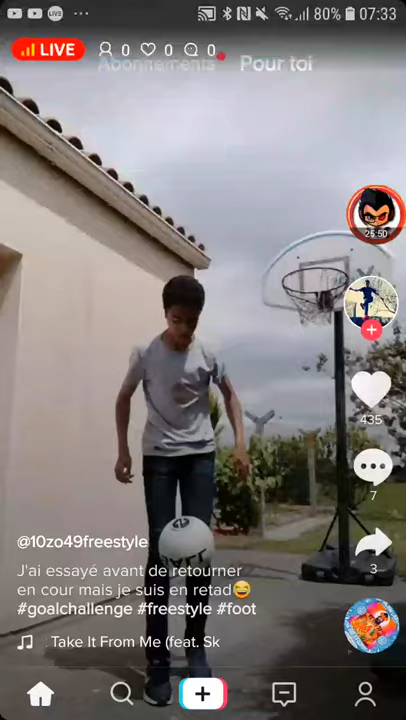 LIVE
80% 07:33
LIVE 0 0 0
Abonnements Pour toi
25:50
435
7
3
@10zo49freestyle
J'ai essayé avant de retourner
en cour mais je suis en retad😂
#goalchallenge #freestyle #foot
Take It From Me (feat. Sk